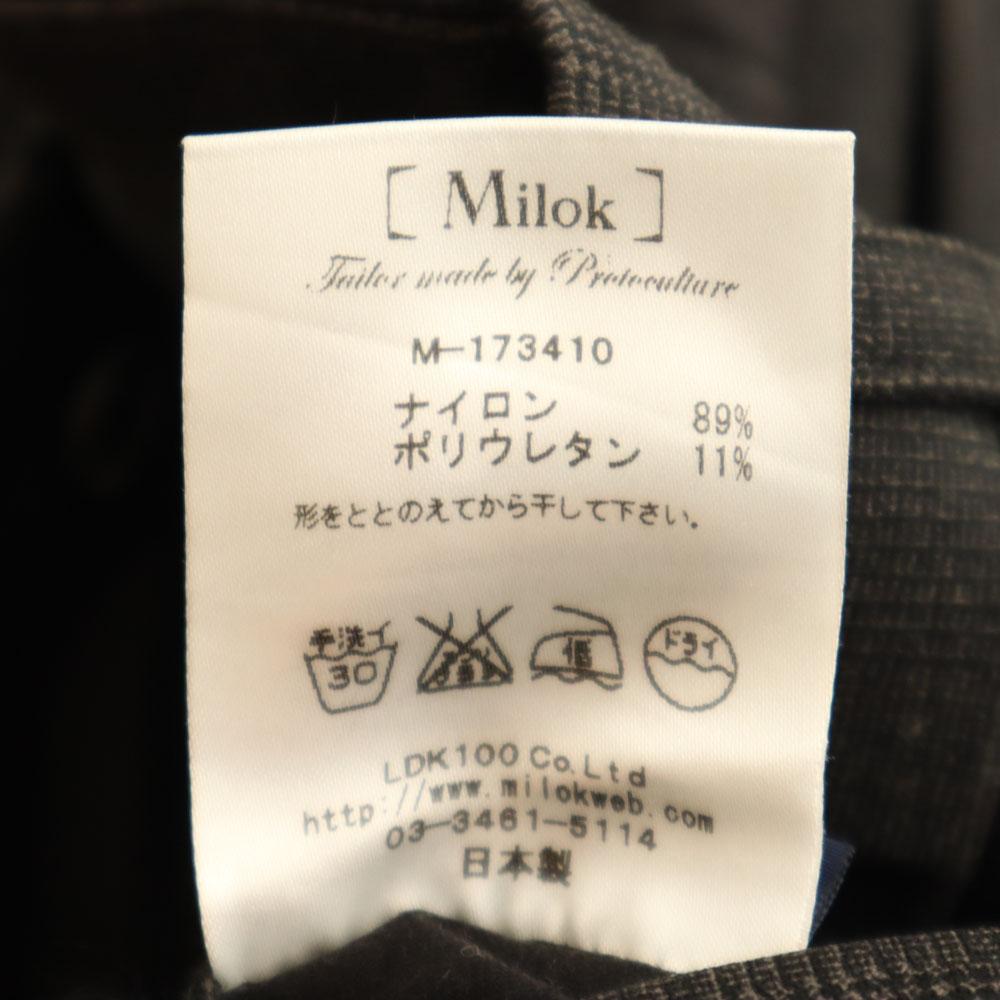 [ Milok ]
Tailor made by Protoculture
M-173410
ナイロン 89%
ポリウレタン 11%
形をととのえてから干して下さい。
手洗イ 30 低 ドライ
LDK100 Co.Ltd
http://www.milokweb.com
03-3461-5114
日本製